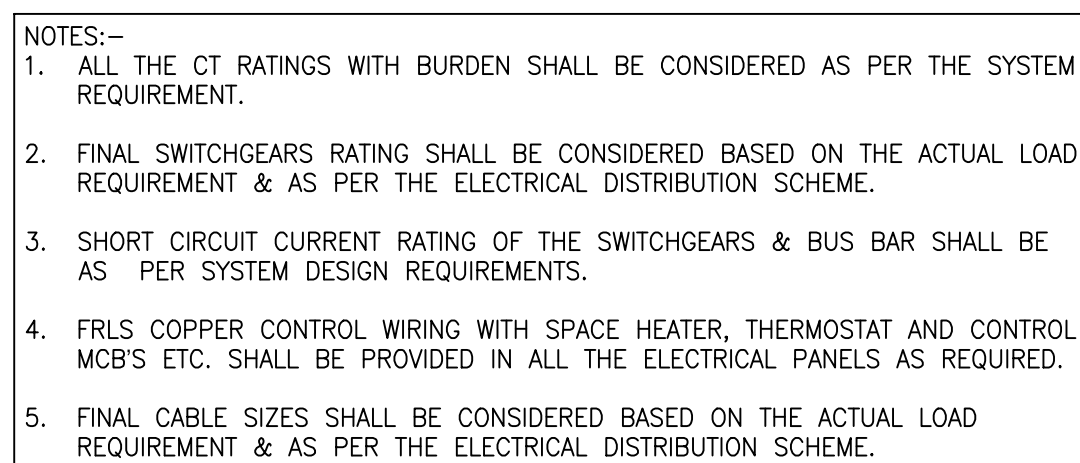 NOTES:–
1. ALL THE CT RATINGS WITH BURDEN SHALL BE CONSIDERED AS PER THE SYSTEM
REQUIREMENT.
2. FINAL SWITCHGEARS RATING SHALL BE CONSIDERED BASED ON THE ACTUAL LOAD
REQUIREMENT & AS PER THE ELECTRICAL DISTRIBUTION SCHEME.
3. SHORT CIRCUIT CURRENT RATING OF THE SWITCHGEARS & BUS BAR SHALL BE
AS PER SYSTEM DESIGN REQUIREMENTS.
4. FRLS COPPER CONTROL WIRING WITH SPACE HEATER, THERMOSTAT AND CONTROL
MCB'S ETC. SHALL BE PROVIDED IN ALL THE ELECTRICAL PANELS AS REQUIRED.
5. FINAL CABLE SIZES SHALL BE CONSIDERED BASED ON THE ACTUAL LOAD
REQUIREMENT & AS PER THE ELECTRICAL DISTRIBUTION SCHEME.